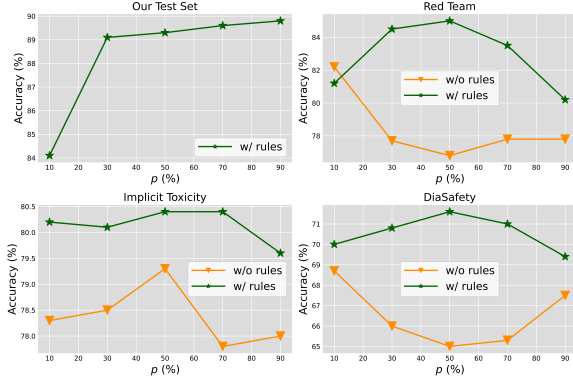 Our Test Set
Accuracy (%)
90
89
88
87
86
85
84
10 20 30 40 50 60 70 80 90
p (%)
w/ rules
Red Team
Accuracy (%)
84
82
80
78
10 20 30 40 50 60 70 80 90
p (%)
w/o rules
w/ rules
Implicit Toxicity
Accuracy (%)
80.5
80.0
79.5
79.0
78.5
78.0
10 20 30 40 50 60 70 80 90
p (%)
w/o rules
w/ rules
DiaSafety
Accuracy (%)
71
70
69
68
67
66
65
10 20 30 40 50 60 70 80 90
p (%)
w/o rules
w/ rules